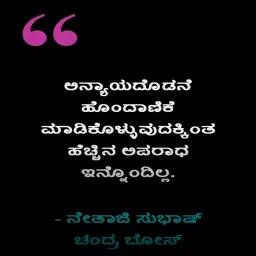 “
ಅನ್ಯಾಯದೊಡನೆ
ಹೊಂದಾಣಿಕೆ
ಮಾಡಿಕೊಳ್ಳುವುದಕ್ಕಿಂತ
ಹೆಚ್ಚಿನ ಅಪರಾಧ
ಇನ್ನೊಂದಿಲ್ಲ.
- ನೇತಾಜಿ ಸುಭಾಷ್
ಚಂದ್ರ ಬೋಸ್